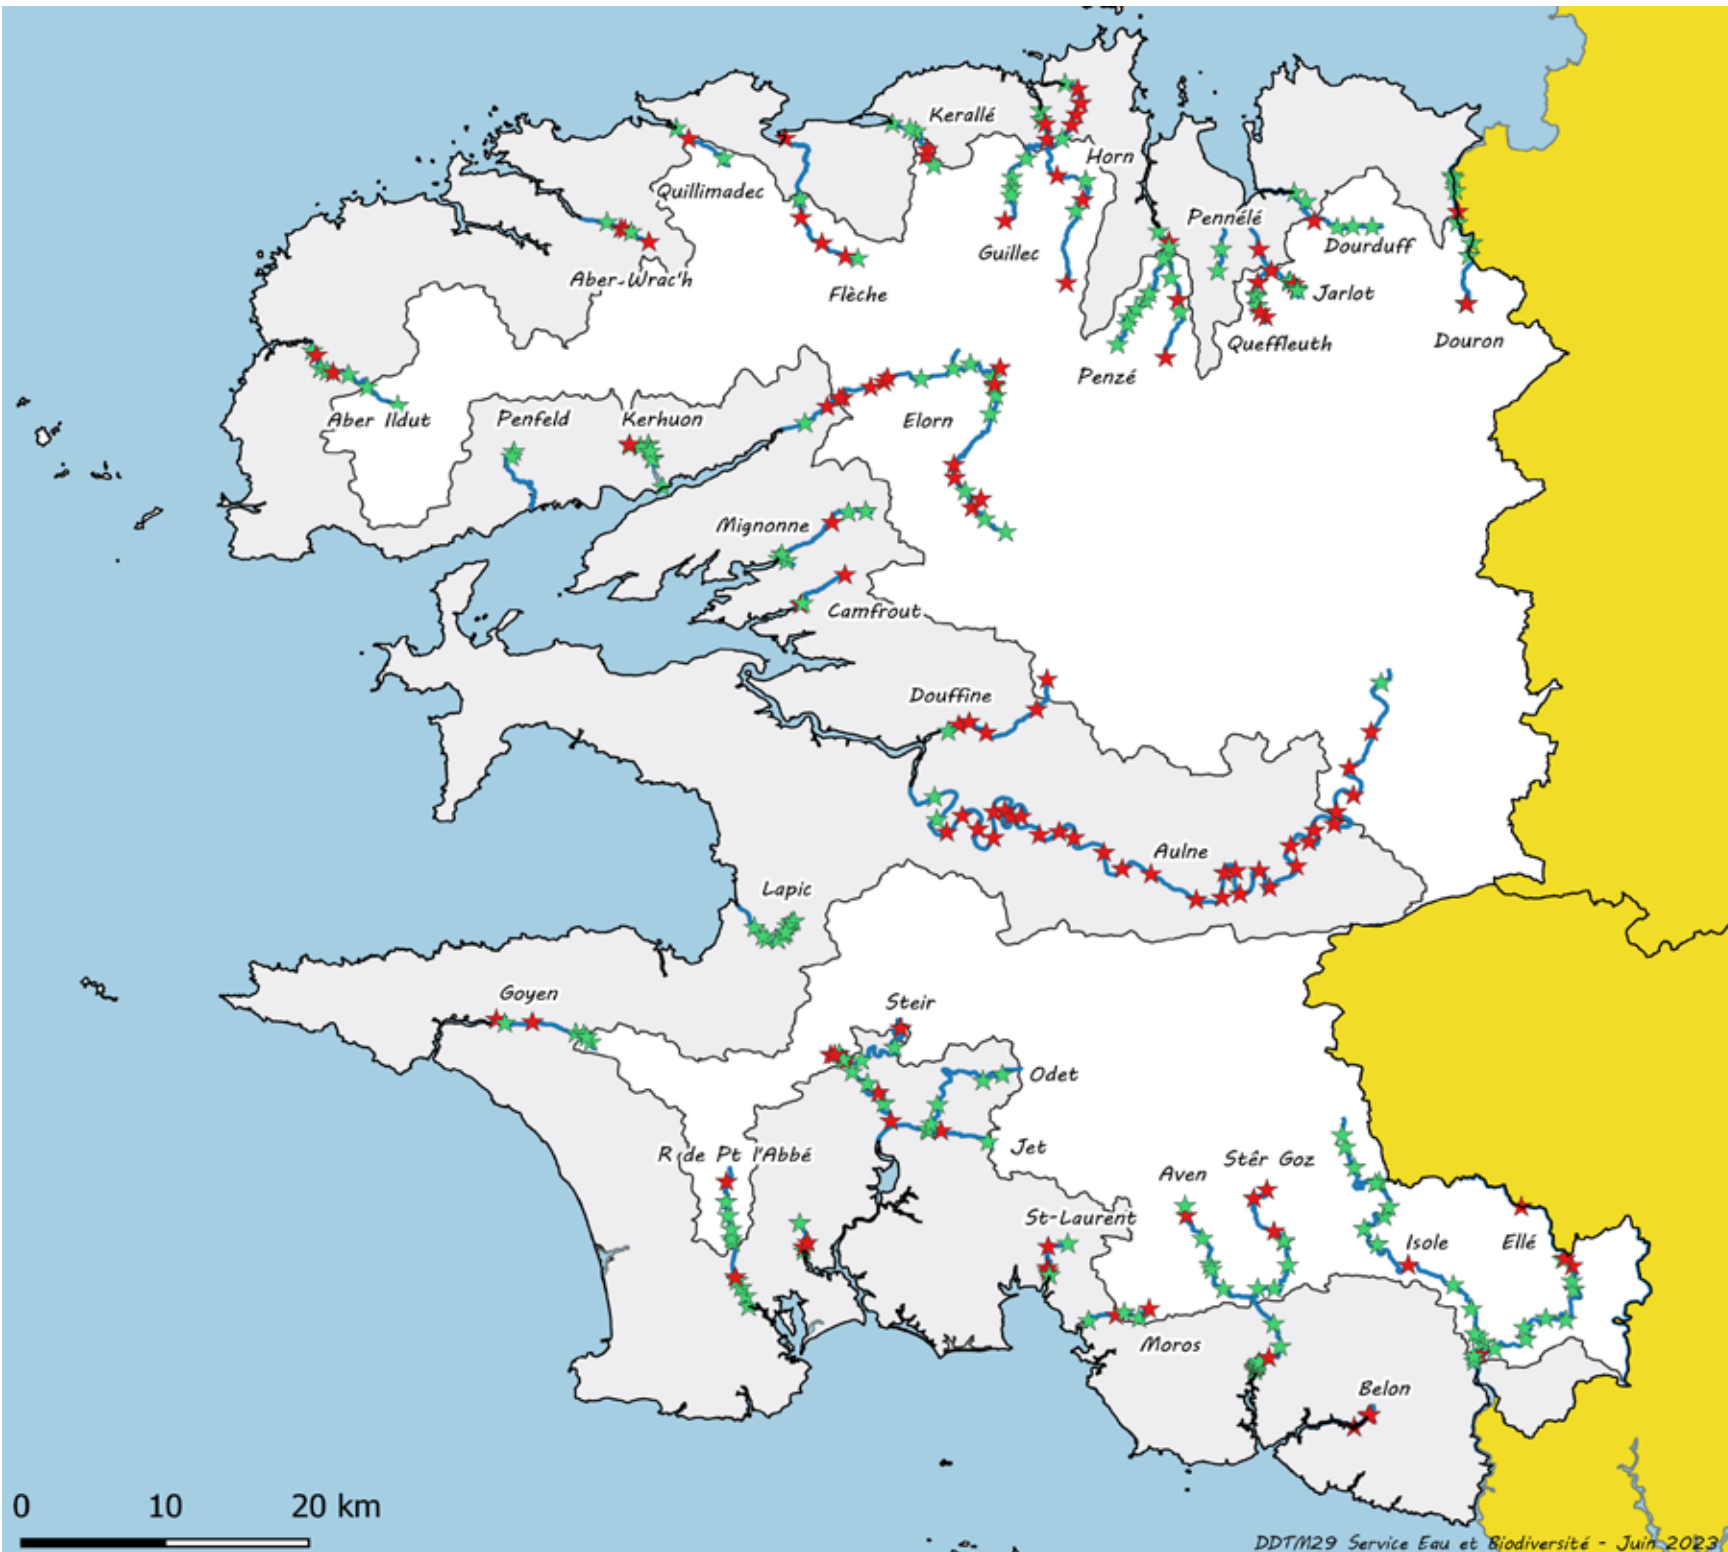 Kerallé
Horn
Quillimadec
Pennélé
Dourduff
Guillec
Aber-Wrac'h
Flèche
Jarlot
Queffleuth
Douron
Penzé
Aber Ildut
Penfeld
Kerhuon
Elorn
Mignonne
Camfrout
Douffine
Aulne
Lapic
Goyen
Steir
Odet
Jet
R de Pt l'Abbé
Aven
Stêr Goz
St-Laurent
Isole
Ellé
Moros
Belon
0 10 20 km
DDTM29 Service Eau et Biodiversité - Juin 2023